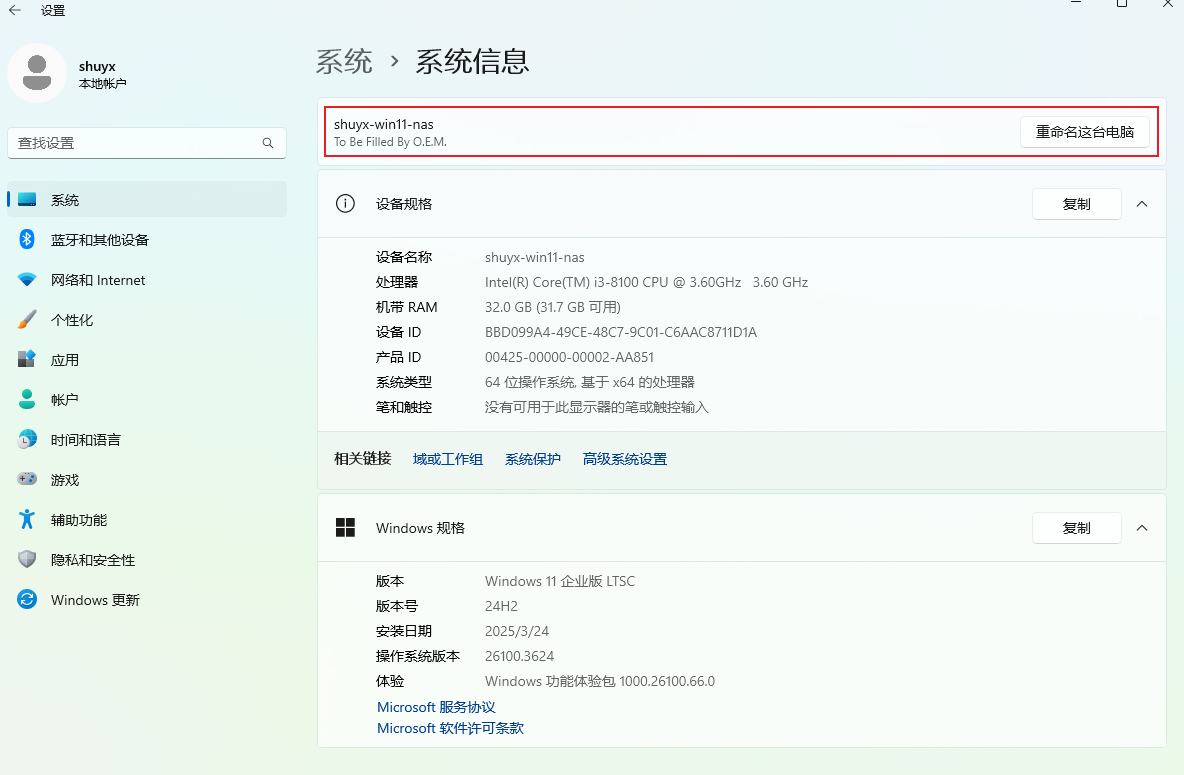 设置
shuyx
本地帐户
查找设置
系统
蓝牙和其他设备
网络和 Internet
个性化
应用
帐户
时间和语言
游戏
辅助功能
隐私和安全性
Windows 更新
系统 › 系统信息
shuyx-win11-nas
To Be Filled By O.E.M.
重命名这台电脑
设备规格
复制
设备名称 shuyx-win11-nas
处理器 Intel(R) Core(TM) i3-8100 CPU @ 3.60GHz 3.60 GHz
机带 RAM 32.0 GB (31.7 GB 可用)
设备 ID BBD099A4-49CE-48C7-9C01-C6AAC8711D1A
产品 ID 00425-00000-00002-AA851
系统类型 64 位操作系统, 基于 x64 的处理器
笔和触控 没有可用于此显示器的笔或触控输入
相关链接 域或工作组 系统保护 高级系统设置
Windows 规格
复制
版本 Windows 11 企业版 LTSC
版本号 24H2
安装日期 2025/3/24
操作系统版本 26100.3624
体验 Windows 功能体验包 1000.26100.66.0
Microsoft 服务协议
Microsoft 软件许可条款